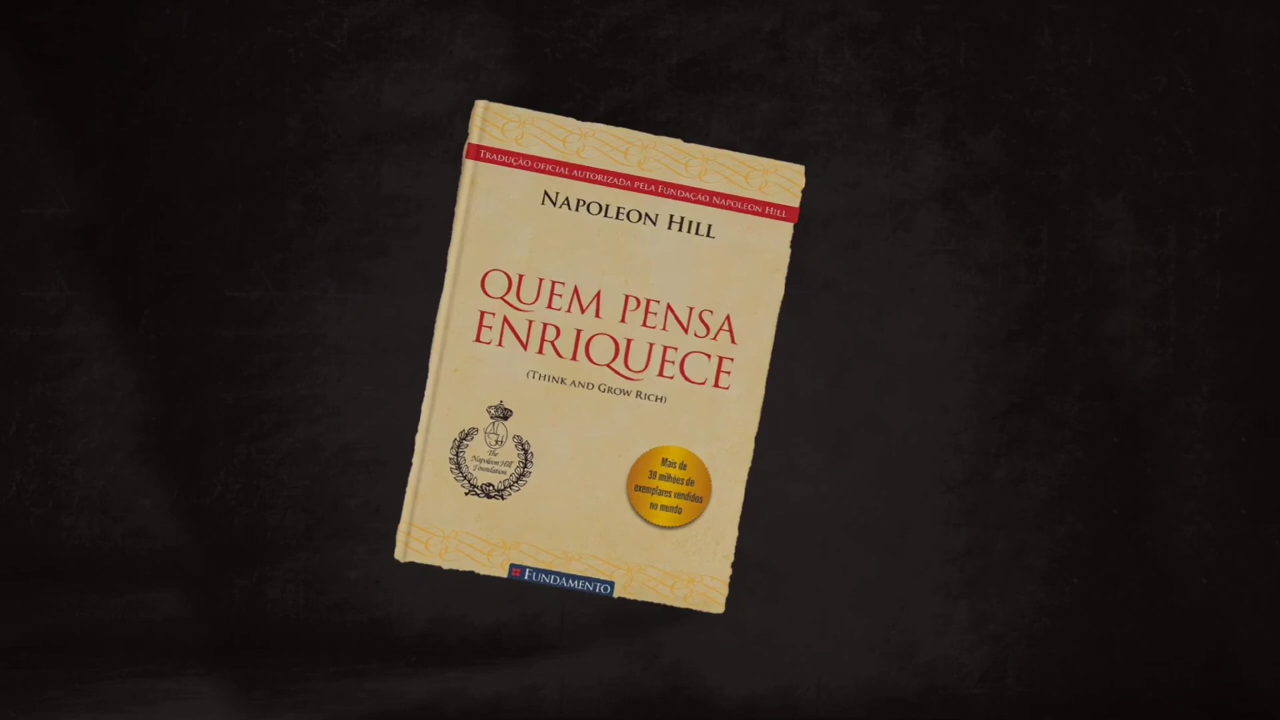 TRADUÇÃO OFICIAL AUTORIZADA PELA FUNDAÇÃO NAPOLEON HILL
NAPOLEON HILL
QUEM PENSA
ENRIQUECE
(THINK AND GROW RICH)
The
Napoleon Hill
Foundation
Mais de
30 milhões de
exemplares vendidos
no mundo
FUNDAMENTO